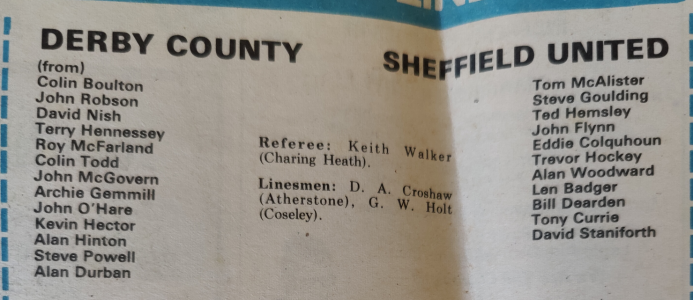 DERBY COUNTY
(from)
Colin Boulton
John Robson
David Nish
Terry Hennessey
Roy McFarland
Colin Todd
John McGovern
Archie Gemmill
John O'Hare
Kevin Hector
Alan Hinton
Steve Powell
Alan Durban
Referee: Keith Walker
(Charing Heath).
Linesmen: D. A. Croshaw
(Atherstone), G. W. Holt
(Coseley).
SHEFFIELD UNITED
Tom McAlister
Steve Goulding
Ted Hemsley
John Flynn
Eddie Colquhoun
Trevor Hockey
Alan Woodward
Len Badger
Bill Dearden
Tony Currie
David Staniforth